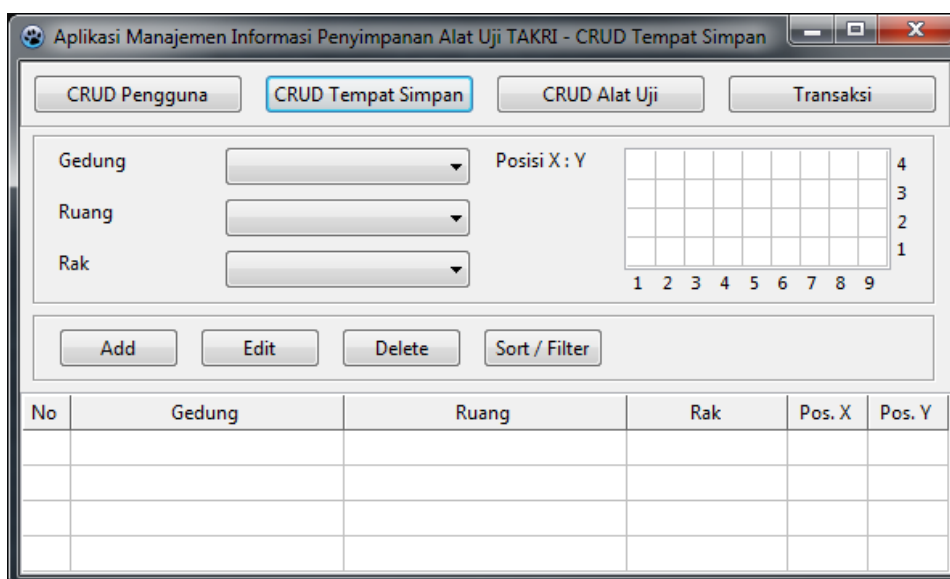 Aplikasi Manajemen Informasi Penyimpanan Alat Uji TAKRI - CRUD Tempat Simpan
CRUD Pengguna CRUD Tempat Simpan CRUD Alat Uji Transaksi
Gedung Posisi X : Y 4
3
Ruang 2
1
Rak
1 2 3 4 5 6 7 8 9
Add Edit Delete Sort / Filter
No Gedung Ruang Rak Pos. X Pos. Y